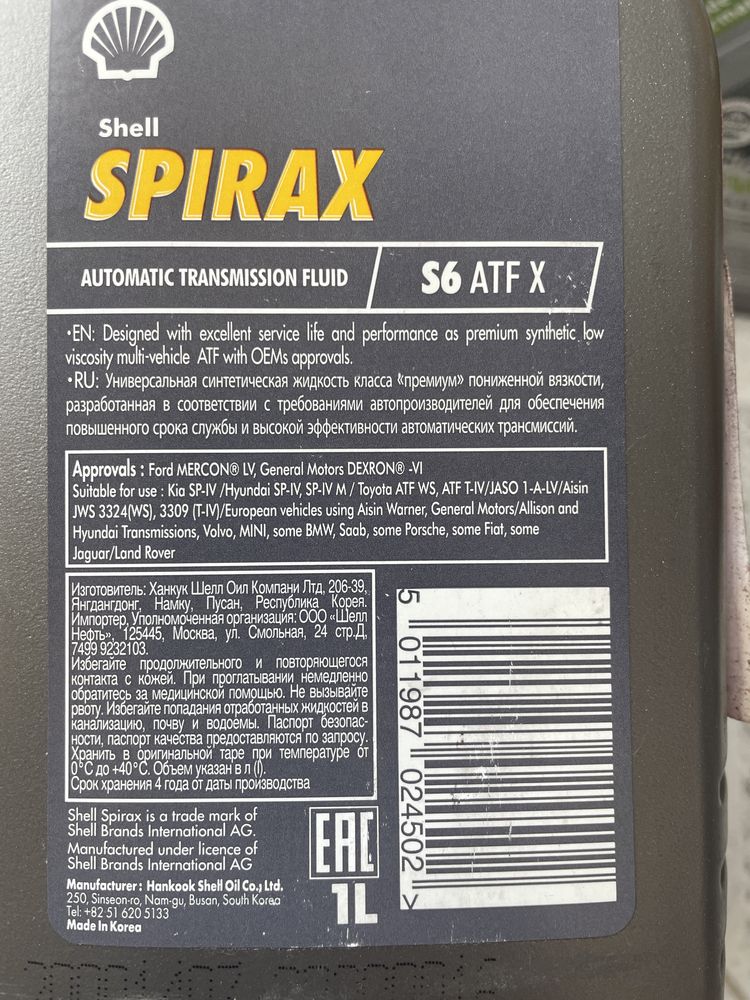 Shell
SPIRAX
AUTOMATIC TRANSMISSION FLUID
S6 ATF X
•EN: Designed with excellent service life and performance as premium synthetic low
viscosity multi-vehicle ATF with OEMs approvals.
•RU: Универсальная синтетическая жидкость класса «премиум» пониженной вязкости,
разработанная в соответствии с требованиями автопроизводителей для обеспечения
повышенного срока службы и высокой эффективности автоматических трансмиссий.
Approvals : Ford MERCON® LV, General Motors DEXRON® -VI
Suitable for use : Kia SP-IV /Hyundai SP-IV, SP-IV M / Toyota ATF WS, ATF T-IV/JASO 1-A-LV/Aisin
JWS 3324(WS), 3309 (T-IV)/European vehicles using Aisin Warner, General Motors/Allison and
Hyundai Transmissions, Volvo, MINI, some BMW, Saab, some Porsche, some Fiat, some
Jaguar/Land Rover
Изготовитель: Ханкук Шелл Оил Компани Лтд, 206-39,
Янгдангдонг, Намку, Пусан, Республика Корея.
Импортер, Уполномоченная организация: ООО «Шелл
Нефть», 125445, Москва, ул. Смольная, 24 стр.Д,
7499 9232103.
Избегайте продолжительного и повторяющегося
контакта с кожей. При проглатывании немедленно
обратитесь за медицинской помощью. Не вызывайте
рвоту. Избегайте попадания отработанных жидкостей в
канализацию, почву и водоемы. Паспорт безопас-
ности, паспорт качества предоставляются по запросу.
Хранить в оригинальной таре при температуре от
0°C до +40°C. Объем указан в л (l).
Срок хранения 4 года от даты производства
5 011987 024502 >
Shell Spirax is a trade mark of
Shell Brands International AG.
Manufactured under licence of
Shell Brands International AG
Manufacturer : Hankook Shell Oil Co., Ltd.
250, Sinseon-ro, Nam-gu, Busan, South Korea
Tel: +82 51 620 5133
Made In Korea
EAC
1L